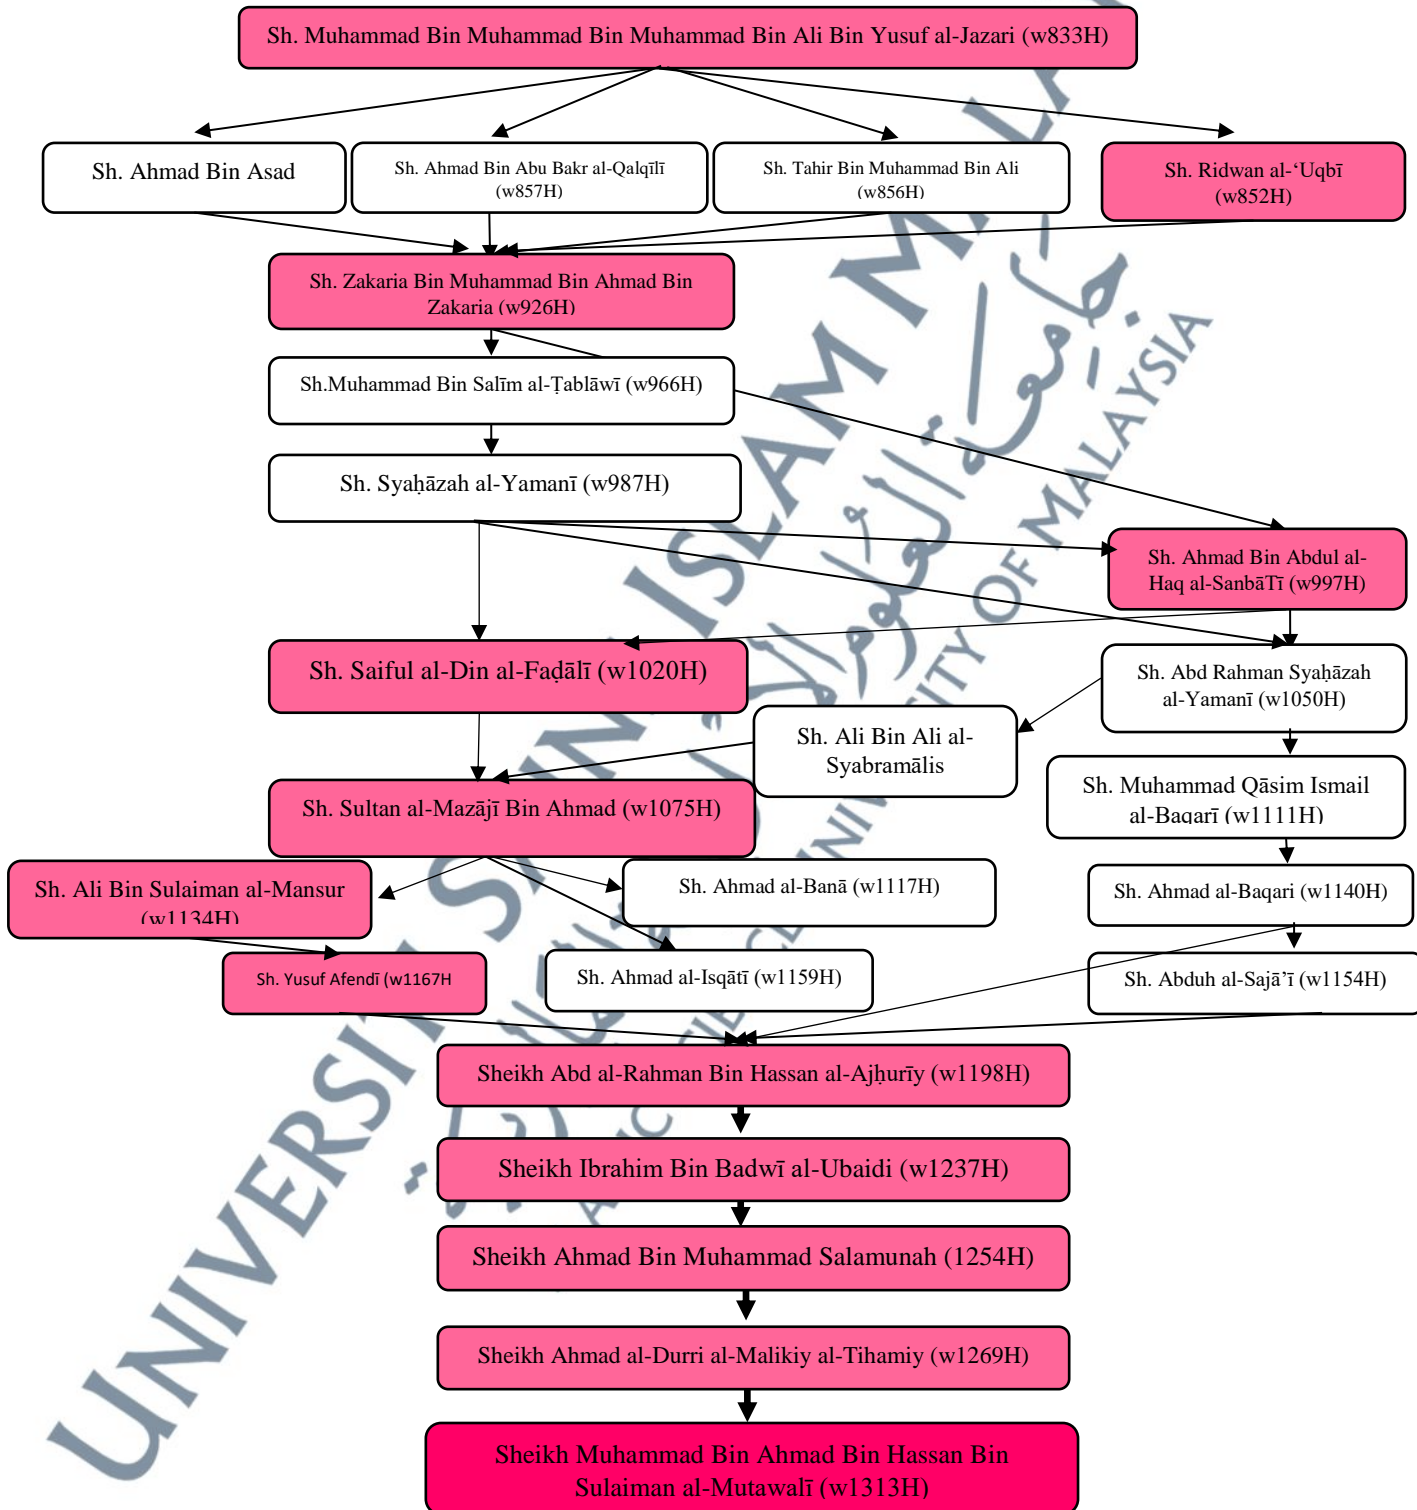 Sh. Muhammad Bin Muhammad Bin Muhammad Bin Ali Bin Yusuf al-Jazari (w833H)
Sh. Ahmad Bin Asad
Sh. Ahmad Bin Abu Bakr al-Qalqīlī
(w857H)
Sh. Tahir Bin Muhammad Bin Ali
(w856H)
Sh. Ridwan al-‘Uqbī
(w852H)
Sh. Zakaria Bin Muhammad Bin Ahmad Bin
Zakaria (w926H)
Sh.Muhammad Bin Salīm al-Ṭablāwī (w966H)
Sh. Syaḥāzah al-Yamanī (w987H)
Sh. Ahmad Bin Abdul al-
Haq al-SanbāTī (w997H)
Sh. Saiful al-Din al-Faḍālī (w1020H)
Sh. Abd Rahman Syaḥāzah
al-Yamanī (w1050H)
Sh. Ali Bin Ali al-
Syabramālis
Sh. Sultan al-Mazājī Bin Ahmad (w1075H)
Sh. Muhammad Qāsim Ismail
al-Baqarī (w1111H)
Sh. Ali Bin Sulaiman al-Mansur
(w1134H)
Sh. Ahmad al-Banā (w1117H)
Sh. Ahmad al-Baqari (w1140H)
Sh. Yusuf Afendī (w1167H
Sh. Ahmad al-Isqātī (w1159H)
Sh. Abduh al-Sajā’ī (w1154H)
Sheikh Abd al-Rahman Bin Hassan al-Ajḥurīy (w1198H)
Sheikh Ibrahim Bin Badwī al-Ubaidi (w1237H)
Sheikh Ahmad Bin Muhammad Salamunah (1254H)
Sheikh Ahmad al-Durri al-Malikiy al-Tihamiy (w1269H)
Sheikh Muhammad Bin Ahmad Bin Hassan Bin
Sulaiman al-Mutawalī (w1313H)
UNIVERSITI SAINS ISLAM
جامعة العلوم
OF MALAYSIA